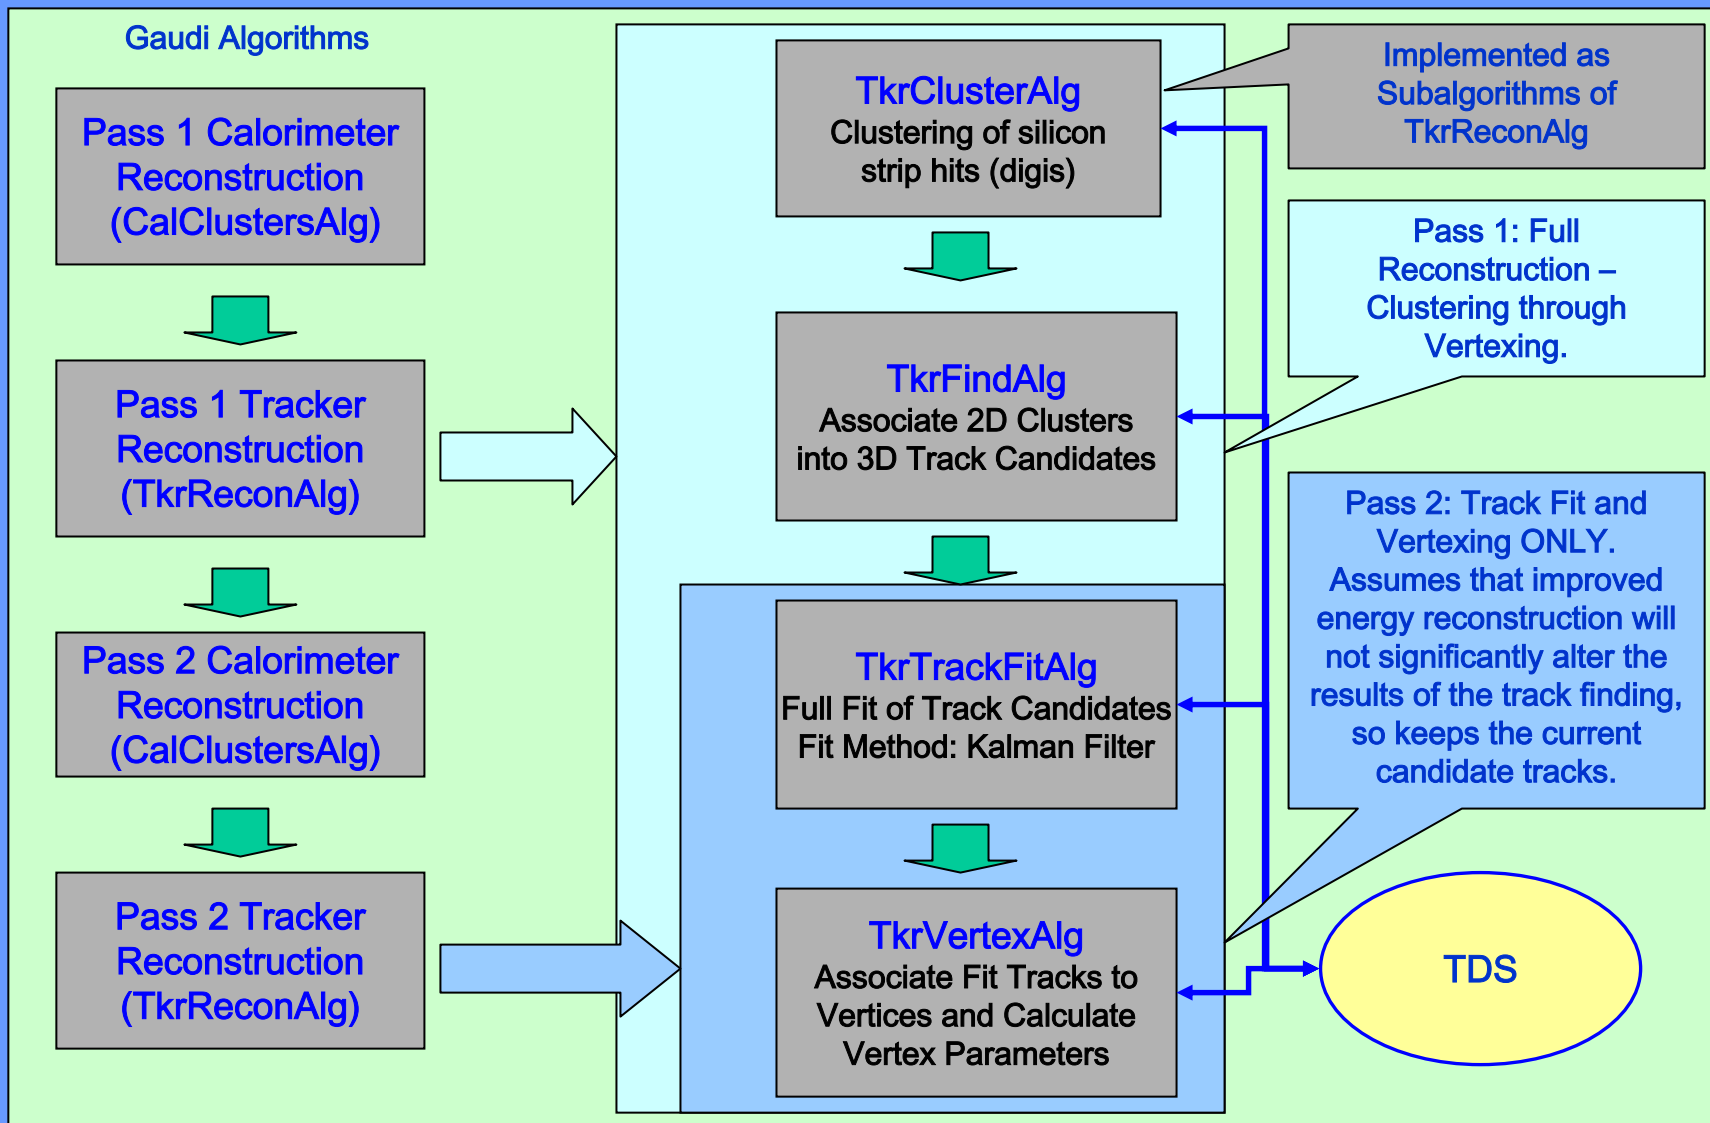 Gaudi Algorithms
Pass 1 Calorimeter
Reconstruction
(CalClustersAlg)
Pass 1 Tracker
Reconstruction
(TkrReconAlg)
Pass 2 Calorimeter
Reconstruction
(CalClustersAlg)
Pass 2 Tracker
Reconstruction
(TkrReconAlg)
TkrClusterAlg
Clustering of silicon
strip hits (digis)
TkrFindAlg
Associate 2D Clusters
into 3D Track Candidates
TkrTrackFitAlg
Full Fit of Track Candidates
Fit Method: Kalman Filter
TkrVertexAlg
Associate Fit Tracks to
Vertices and Calculate
Vertex Parameters
Implemented as
Subalgorithms of
TkrReconAlg
Pass 1: Full
Reconstruction –
Clustering through
Vertexing.
Pass 2: Track Fit and
Vertexing ONLY.
Assumes that improved
energy reconstruction will
not significantly alter the
results of the track finding,
so keeps the current
candidate tracks.
TDS